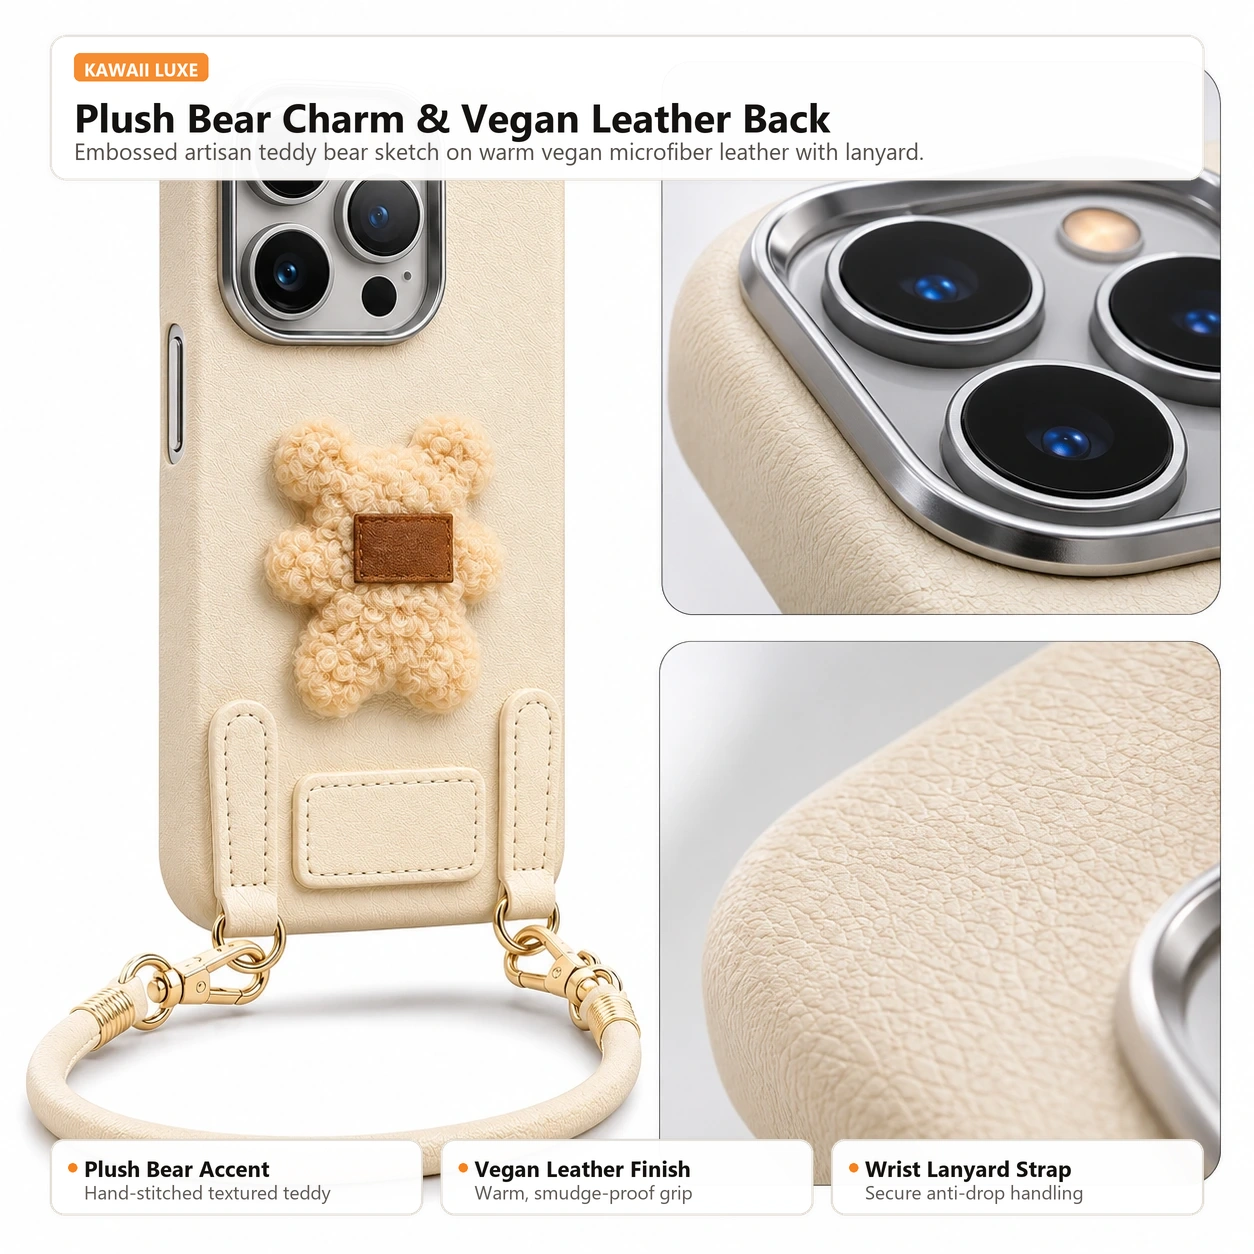 KAWAII LUXE
Plush Bear Charm & Vegan Leather Back
Embossed artisan teddy bear sketch on warm vegan microfiber leather with lanyard.
Plush Bear Accent
Hand-stitched textured teddy
Vegan Leather Finish
Warm, smudge-proof grip
Wrist Lanyard Strap
Secure anti-drop handling